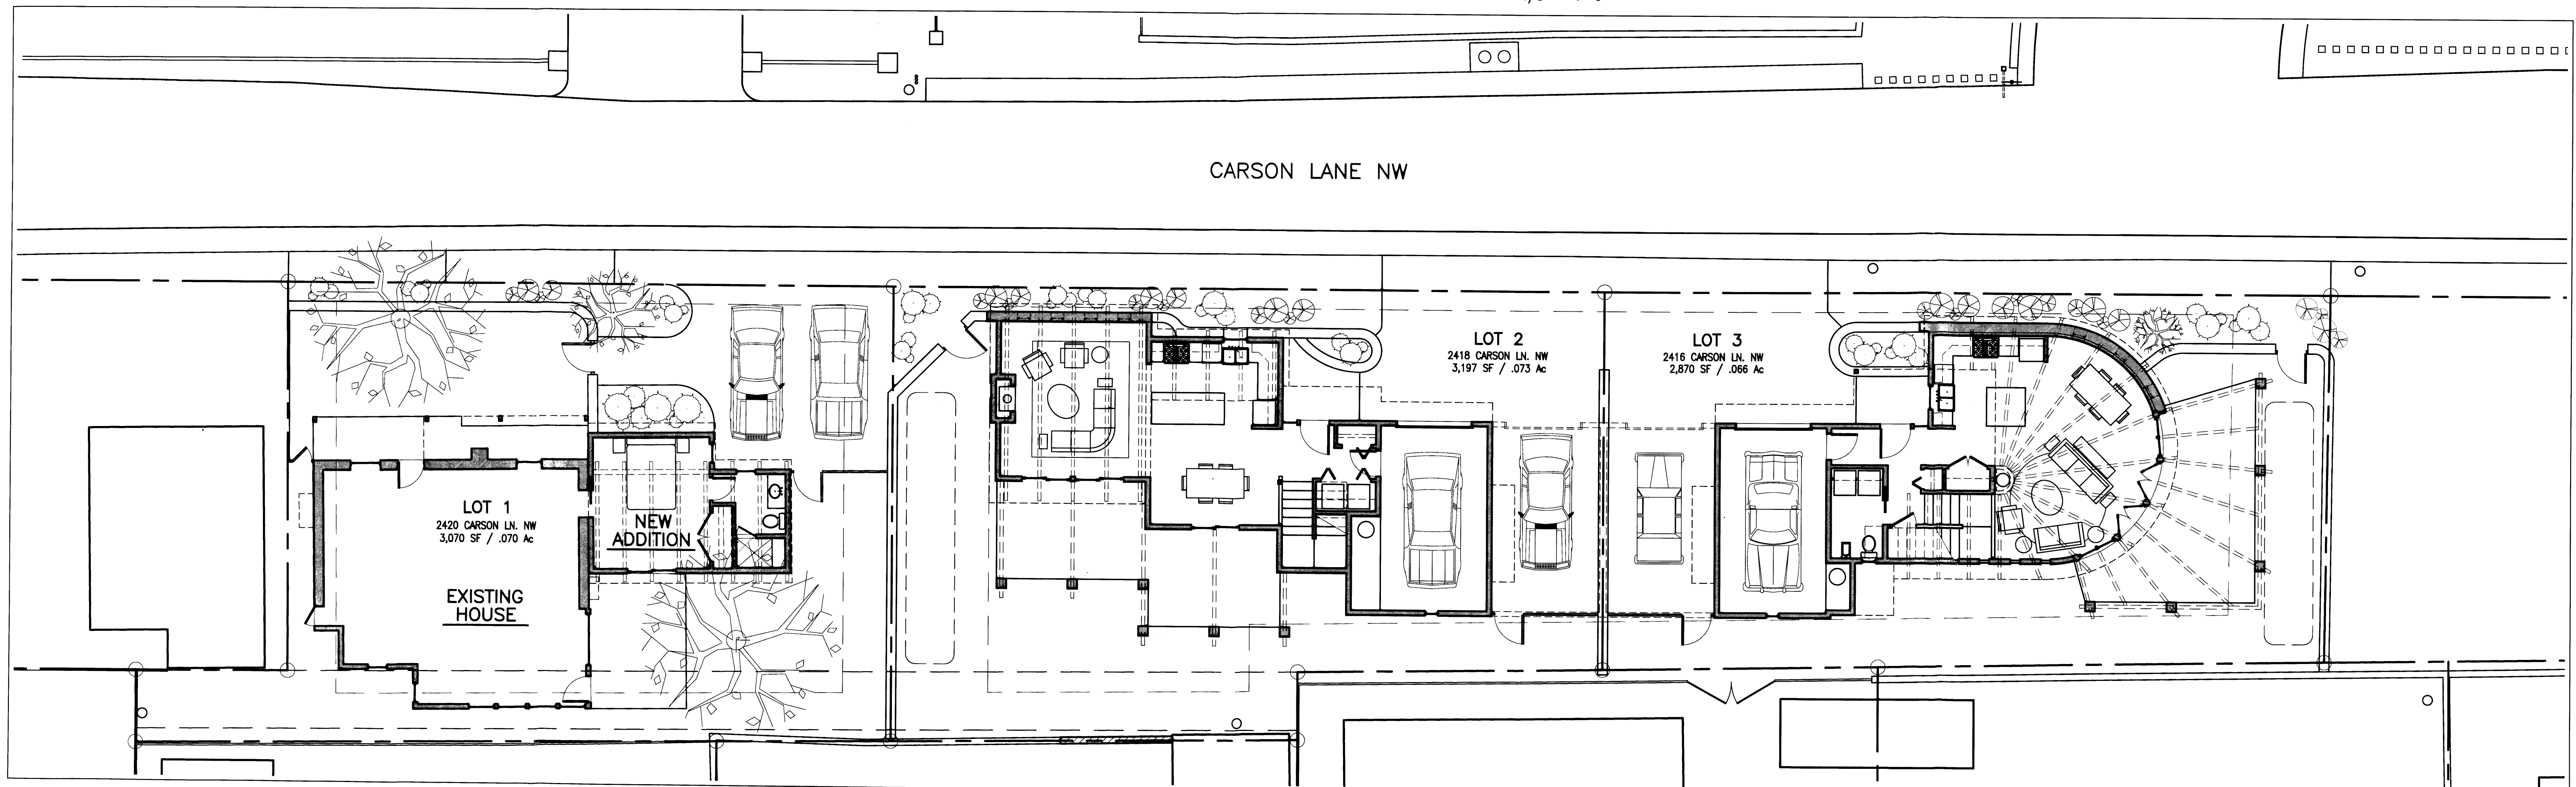 CARSON LANE NW
LOT 1
2420 CARSON LN. NW
3,070 SF / .070 Ac
NEW
ADDITION
EXISTING
HOUSE
LOT 2
2418 CARSON LN. NW
3,197 SF / .073 Ac
LOT 3
2416 CARSON LN. NW
2,870 SF / .066 Ac